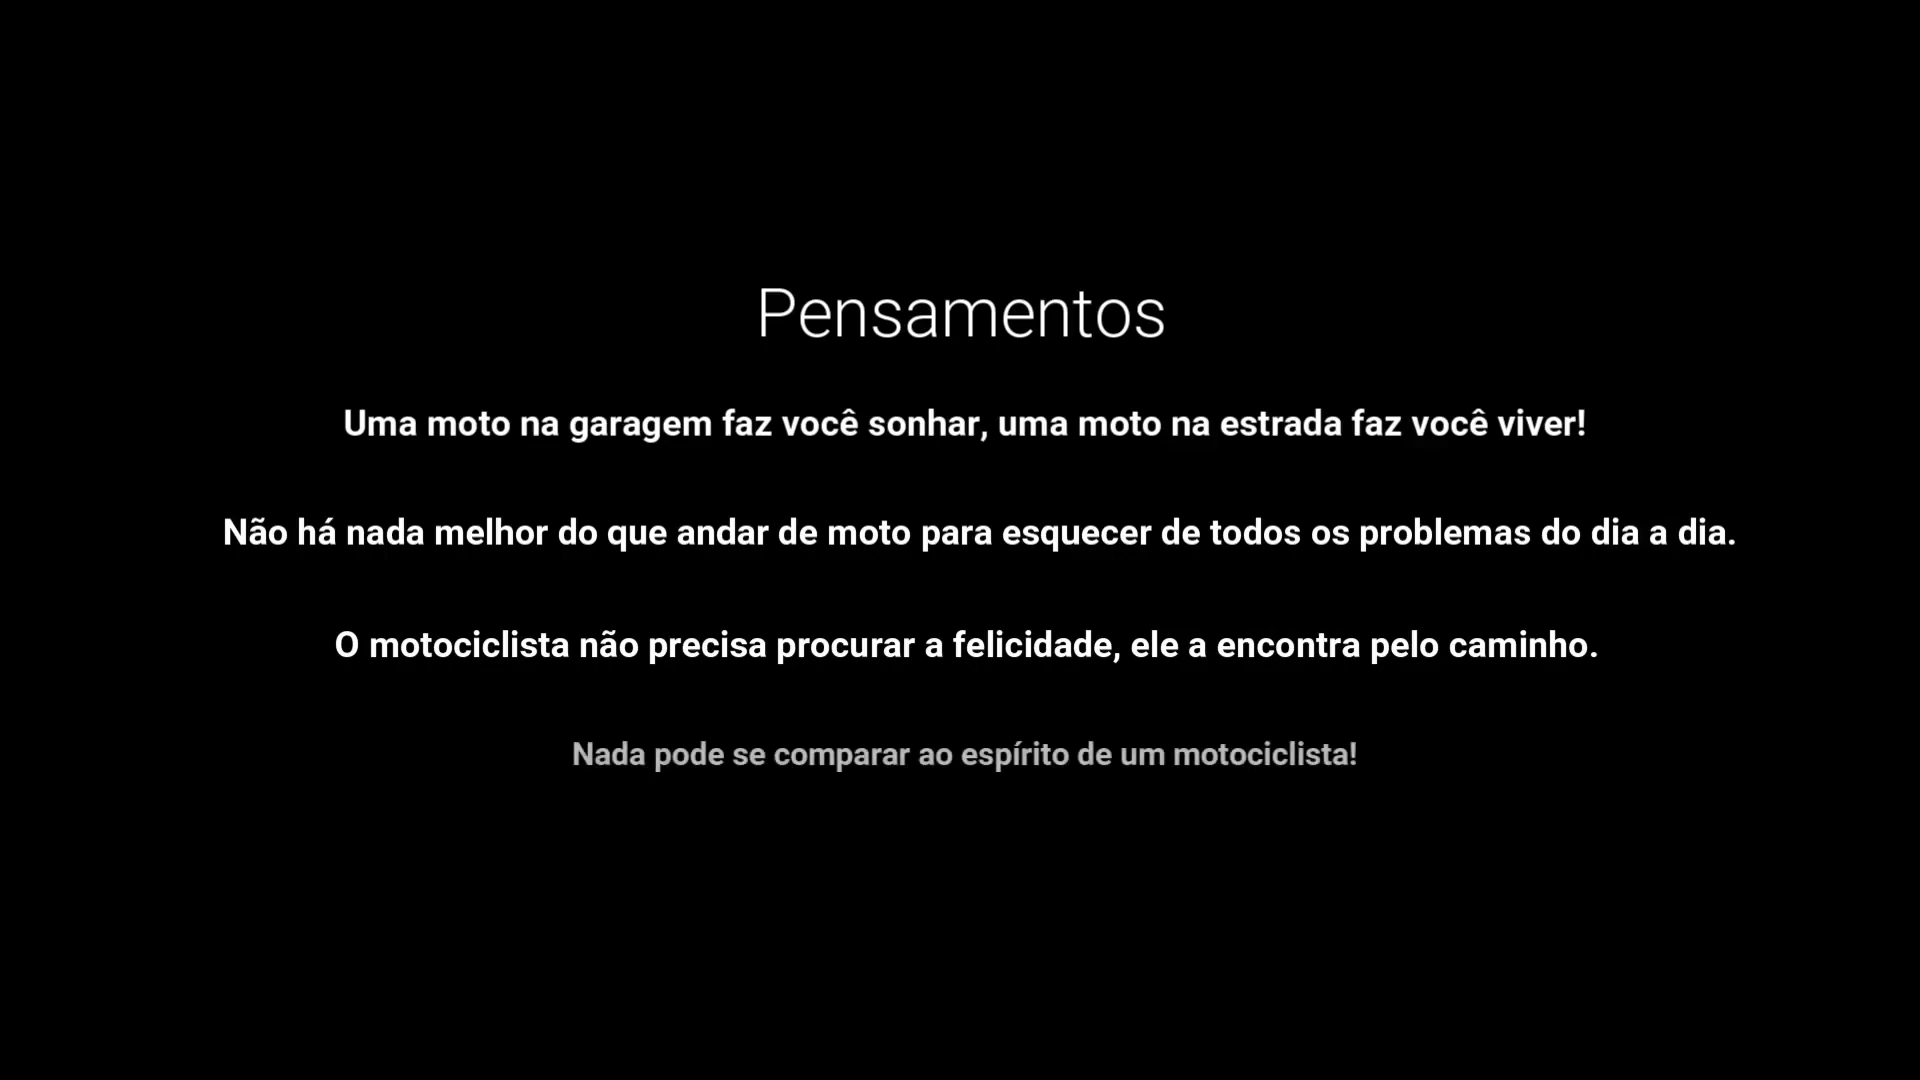 Pensamentos
Uma moto na garagem faz você sonhar, uma moto na estrada faz você viver!
Não há nada melhor do que andar de moto para esquecer de todos os problemas do dia a dia.
O motociclista não precisa procurar a felicidade, ele a encontra pelo caminho.
Nada pode se comparar ao espírito de um motociclista!